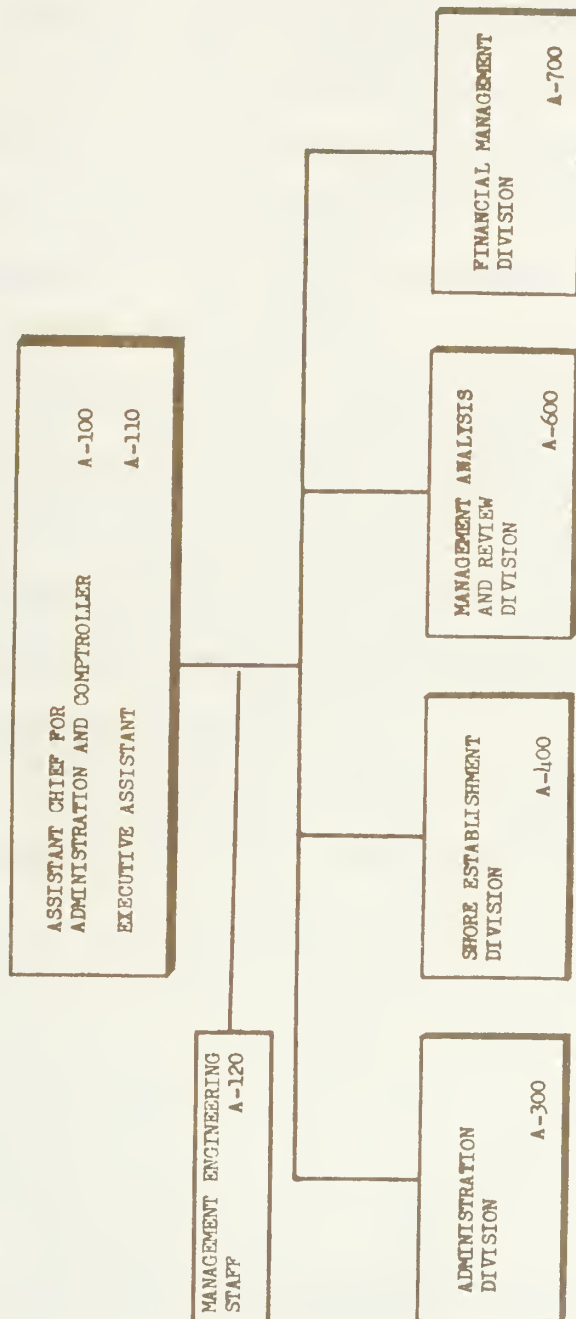 ASSISTANT CHIEF FOR
ADMINISTRATION AND COMPTROLLER A-100
EXECUTIVE ASSISTANT A-110
MANAGEMENT ENGINEERING
STAFF A-120
ADMINISTRATION
DIVISION
A-300
SHORE ESTABLISHMENT
DIVISION
A-400
MANAGEMENT ANALYSIS
AND REVIEW
DIVISION
A-600
FINANCIAL MANAGEMENT
DIVISION
A-700